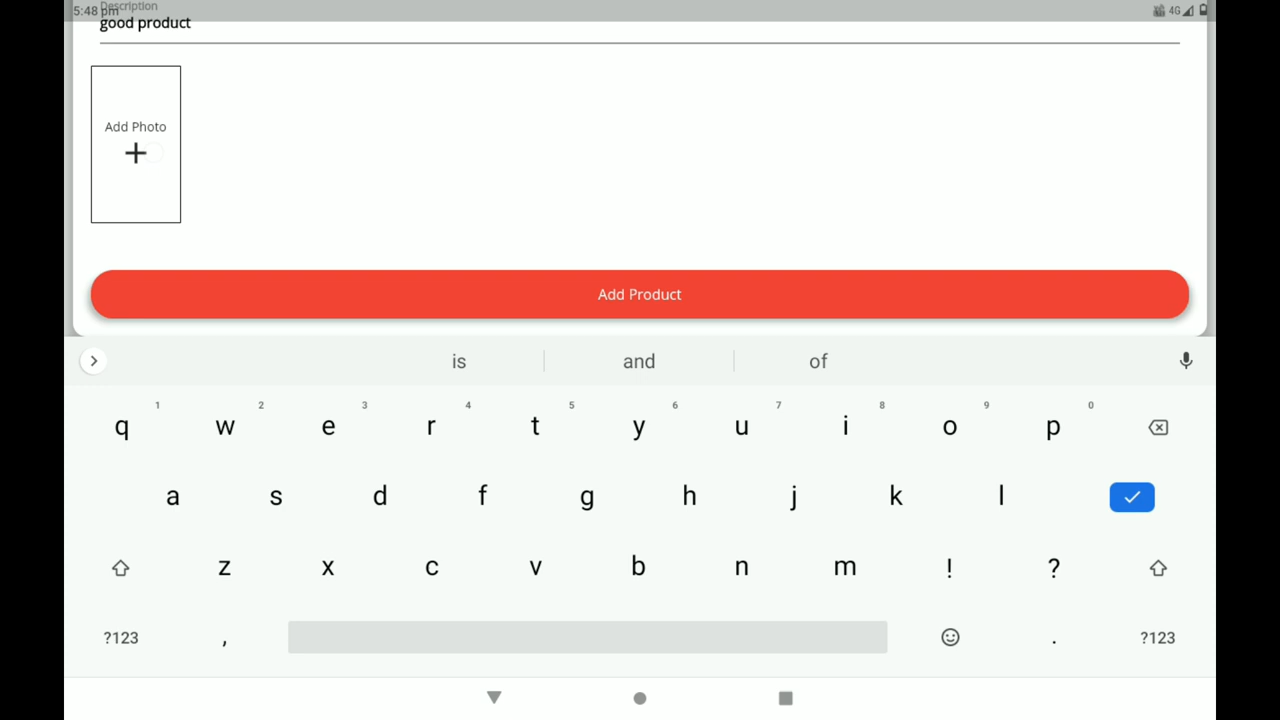 Description
5:48 pm
4G
good product
Add Photo
Add Product
is and of
1 2 3 4 5 6 7 8 9 0
q w e r t y u i o p
a s d f g h j k l
z x c v b n m ! ?
?123 , . ?123